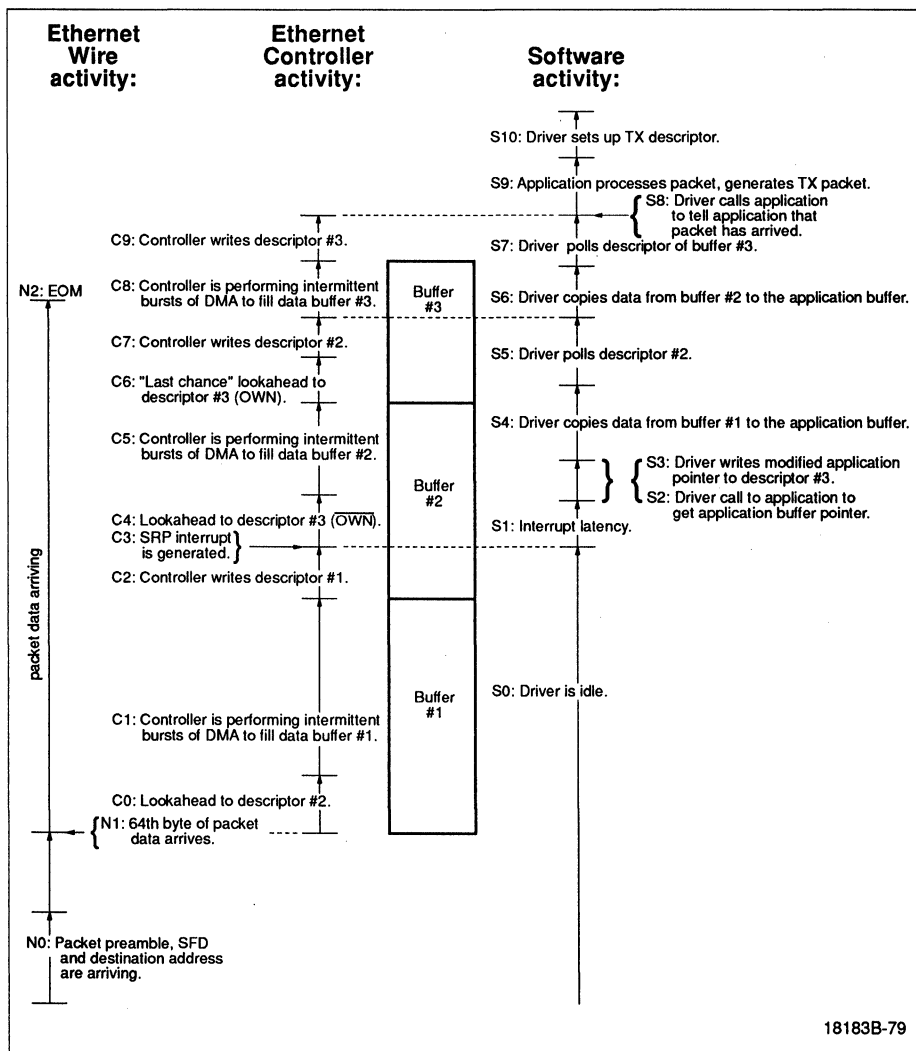 Ethernet
Wire
activity:
Ethernet
Controller
activity:
Software
activity:
S10: Driver sets up TX descriptor.
S9: Application processes packet, generates TX packet.
S8: Driver calls application
to tell application that
packet has arrived.
S7: Driver polls descriptor of buffer #3.
S6: Driver copies data from buffer #2 to the application buffer.
S5: Driver polls descriptor #2.
S4: Driver copies data from buffer #1 to the application buffer.
S3: Driver writes modified application
pointer to descriptor #3.
S2: Driver call to application to
get application buffer pointer.
S1: Interrupt latency.
S0: Driver is idle.
C9: Controller writes descriptor #3.
C8: Controller is performing intermittent
bursts of DMA to fill data buffer #3.
C7: Controller writes descriptor #2.
C6: "Last chance" lookahead to
descriptor #3 (OWN).
C5: Controller is performing intermittent
bursts of DMA to fill data buffer #2.
C4: Lookahead to descriptor #3 (O̅W̅N̅).
C3: SRP interrupt
is generated.
C2: Controller writes descriptor #1.
C1: Controller is performing intermittent
bursts of DMA to fill data buffer #1.
C0: Lookahead to descriptor #2.
Buffer
#3
Buffer
#2
Buffer
#1
N2: EOM
packet data arriving
N1: 64th byte of packet
data arrives.
N0: Packet preamble, SFD
and destination address
are arriving.
18183B-79